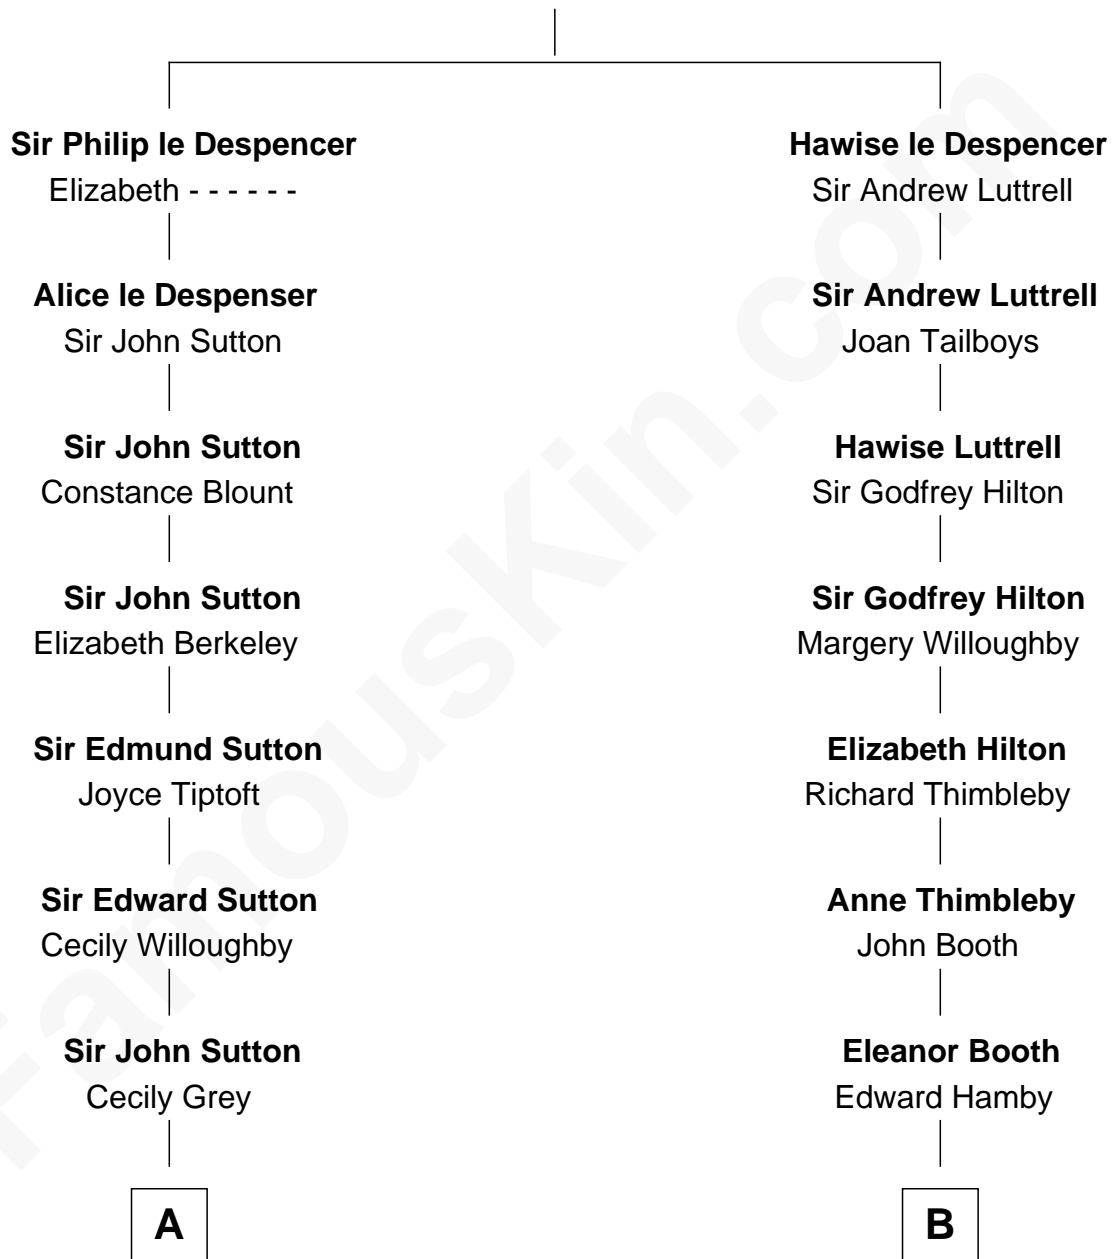 Sir Philip le Despencer
Elizabeth - - - - - -
Alice le Despenser
Sir John Sutton
Sir John Sutton
Constance Blount
Sir John Sutton
Elizabeth Berkeley
Sir Edmund Sutton
Joyce Tiptoft
Sir Edward Sutton
Cecily Willoughby
Sir John Sutton
Cecily Grey
A
Hawise le Despencer
Sir Andrew Luttrell
Sir Andrew Luttrell
Joan Tailboys
Hawise Luttrell
Sir Godfrey Hilton
Sir Godfrey Hilton
Margery Willoughby
Elizabeth Hilton
Richard Thimbleby
Anne Thimbleby
John Booth
Eleanor Booth
Edward Hamby
B
FamousKin.com